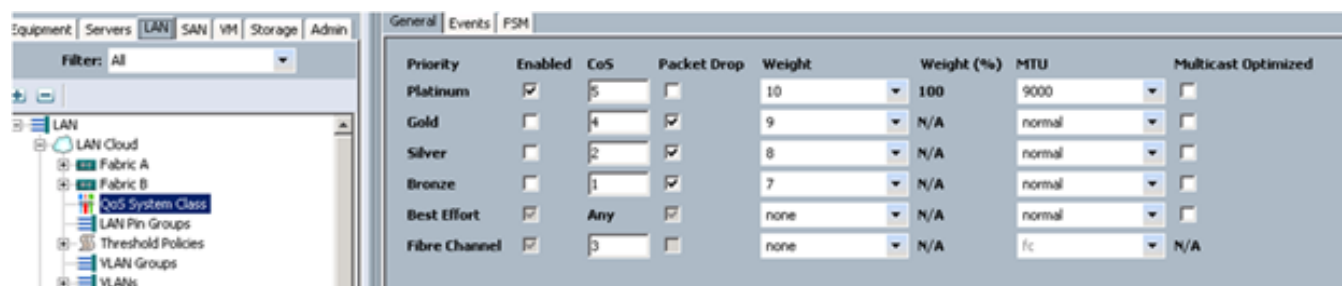 Equipment Servers LAN SAN VM Storage Admin
Filter: All
LAN
LAN Cloud
Fabric A
Fabric B
QoS System Class
LAN Pin Groups
Threshold Policies
VLAN Groups
VLANs
General Events FSM
Priority Enabled CoS Packet Drop Weight Weight (%) MTU Multicast Optimized
Platinum 5 10 100 9000
Gold 4 9 N/A normal
Silver 2 8 N/A normal
Bronze 1 7 N/A normal
Best Effort Any none N/A normal
Fibre Channel 3 none N/A fc N/A